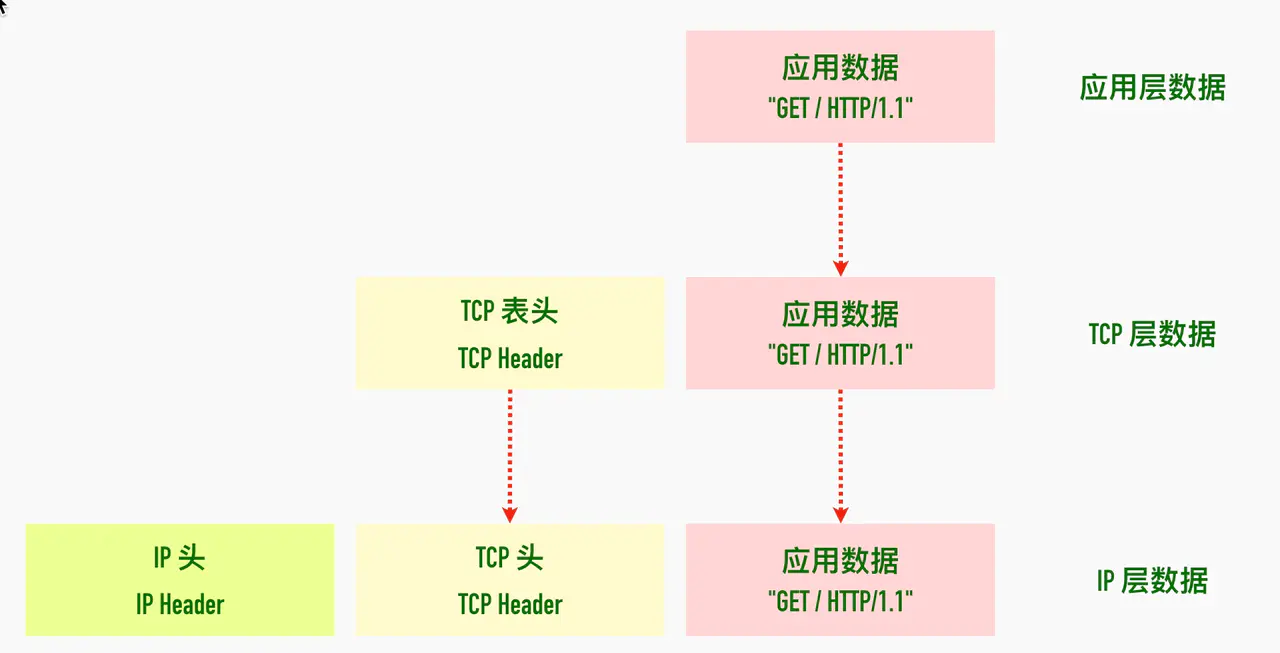 应用数据
"GET / HTTP/1.1"
应用层数据
TCP 表头
TCP Header
应用数据
"GET / HTTP/1.1"
TCP 层数据
IP 头
IP Header
TCP 头
TCP Header
应用数据
"GET / HTTP/1.1"
IP 层数据